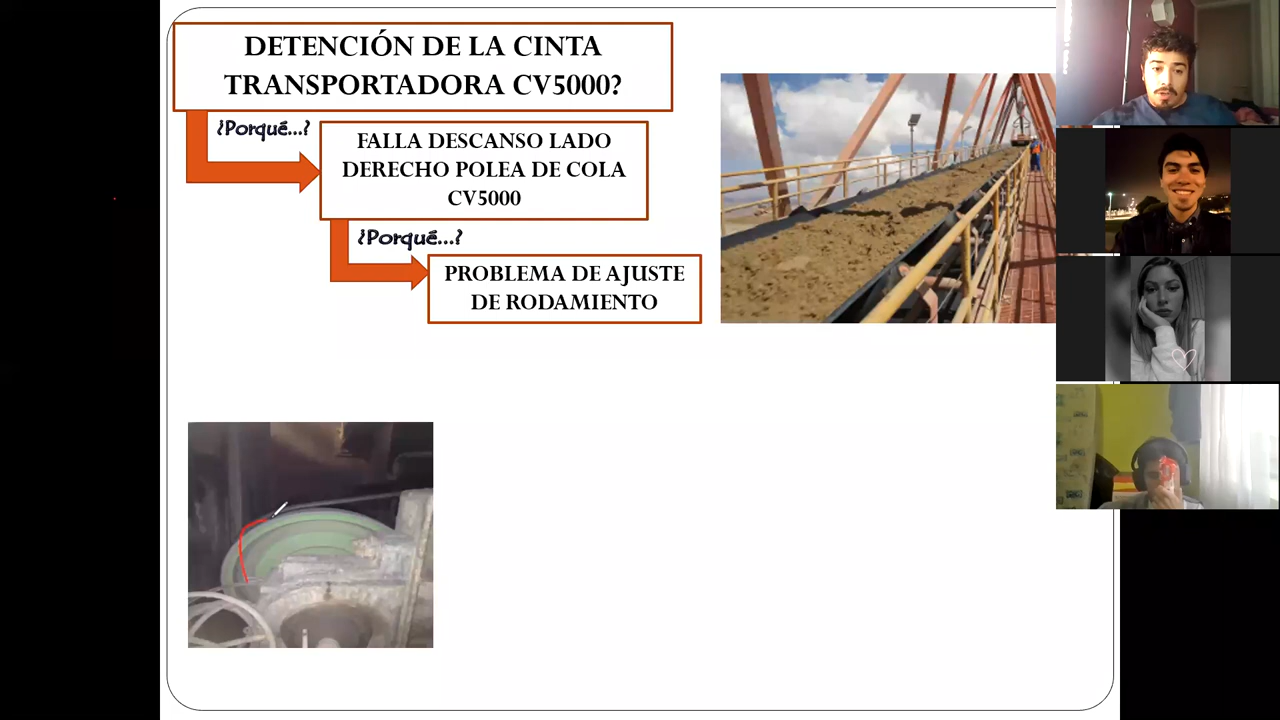 DETENCIÓN DE LA CINTA
TRANSPORTADORA CV5000?
¿Porqué...?
FALLA DESCANSO LADO
DERECHO POLEA DE COLA
CV5000
¿Porqué...?
PROBLEMA DE AJUSTE
DE RODAMIENTO